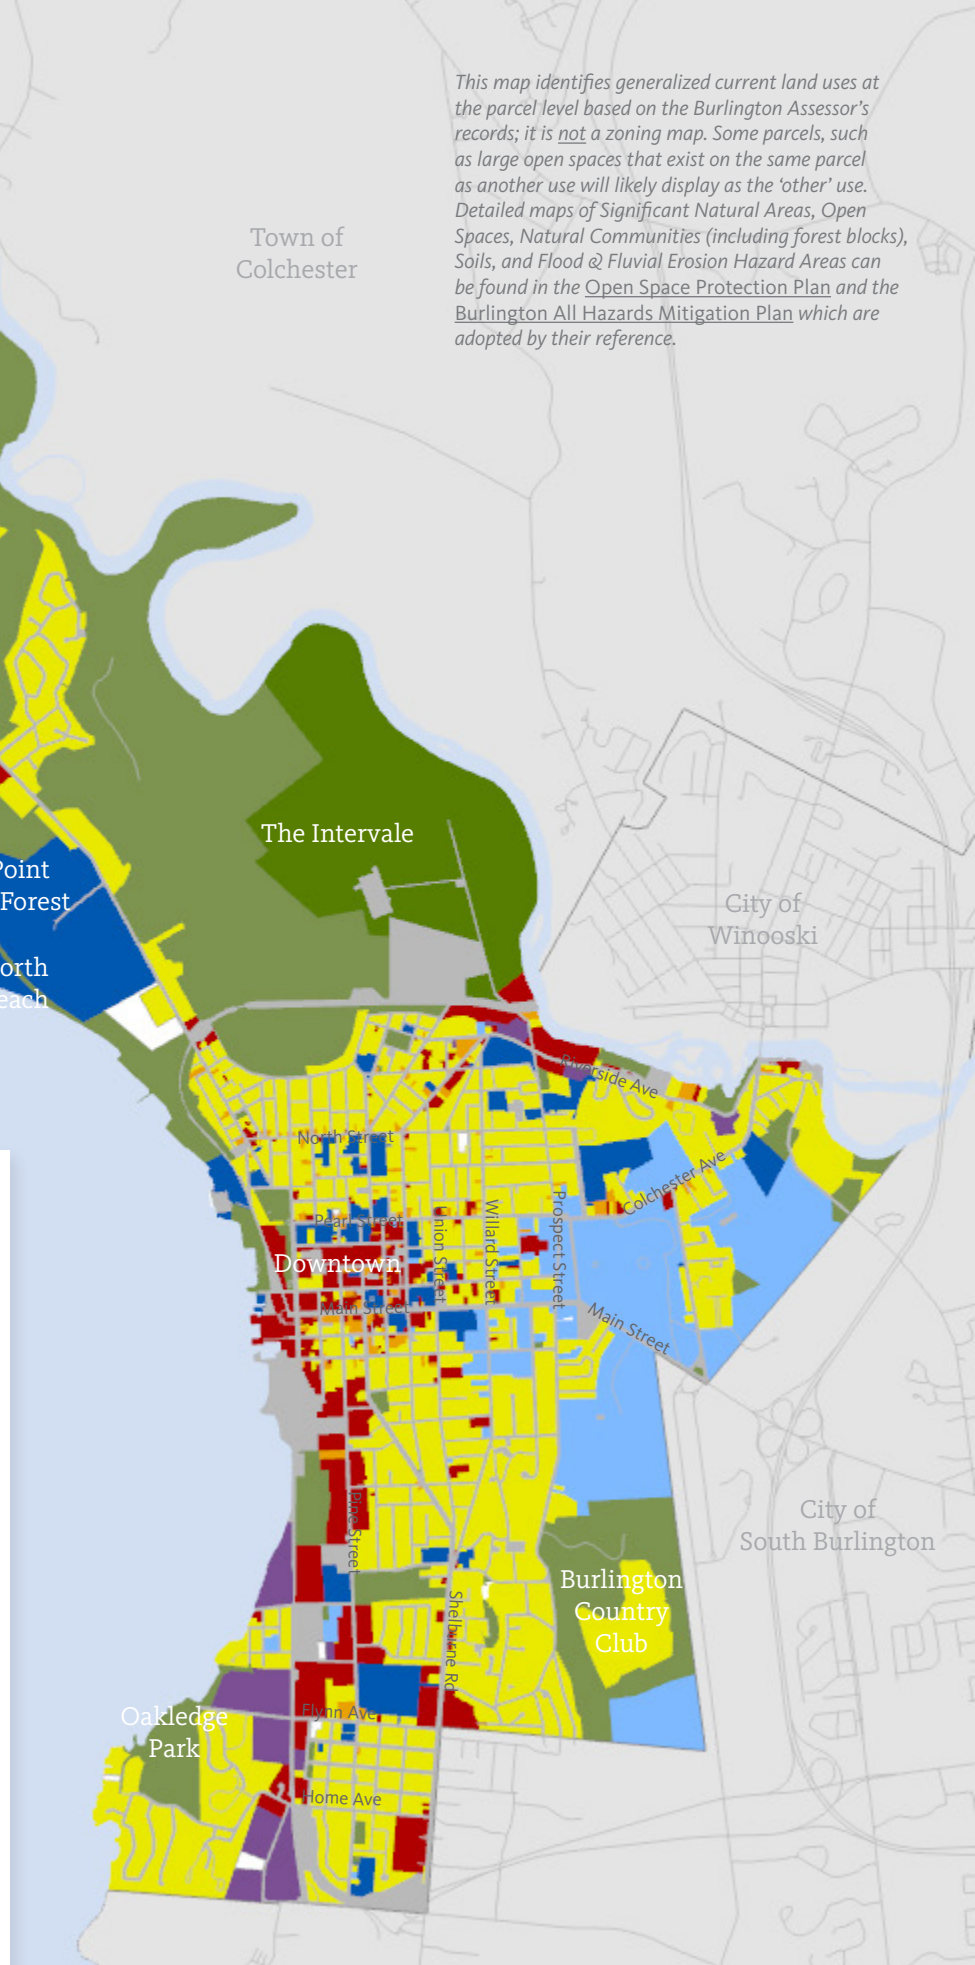 This map identifies generalized current land uses at
the parcel level based on the Burlington Assessor's
records; it is not a zoning map. Some parcels, such
as large open spaces that exist on the same parcel
as another use will likely display as the 'other' use.
Detailed maps of Significant Natural Areas, Open
Spaces, Natural Communities (including forest blocks),
Soils, and Flood & Fluvial Erosion Hazard Areas can
be found in the Open Space Protection Plan and the
Burlington All Hazards Mitigation Plan which are
adopted by their reference.
Town of
Colchester
The Intervale
Point
Forest
orth
each
City of
Winooski
Riverside Ave
North Street
Colchester Ave
Pearl Street
Union Street
Willard Street
Prospect Street
Downtown
Main Street
Main Street
Pine Street
City of
South Burlington
Burlington
Country
Club
Shelburne Rd
Oakledge
Park
Flynn Ave
Home Ave